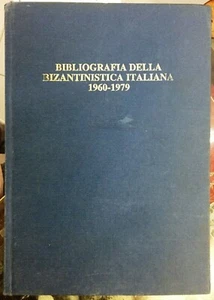 BIBLIOGRAFIA DELLA
BIZANTINISTICA ITALIANA
1960-1979